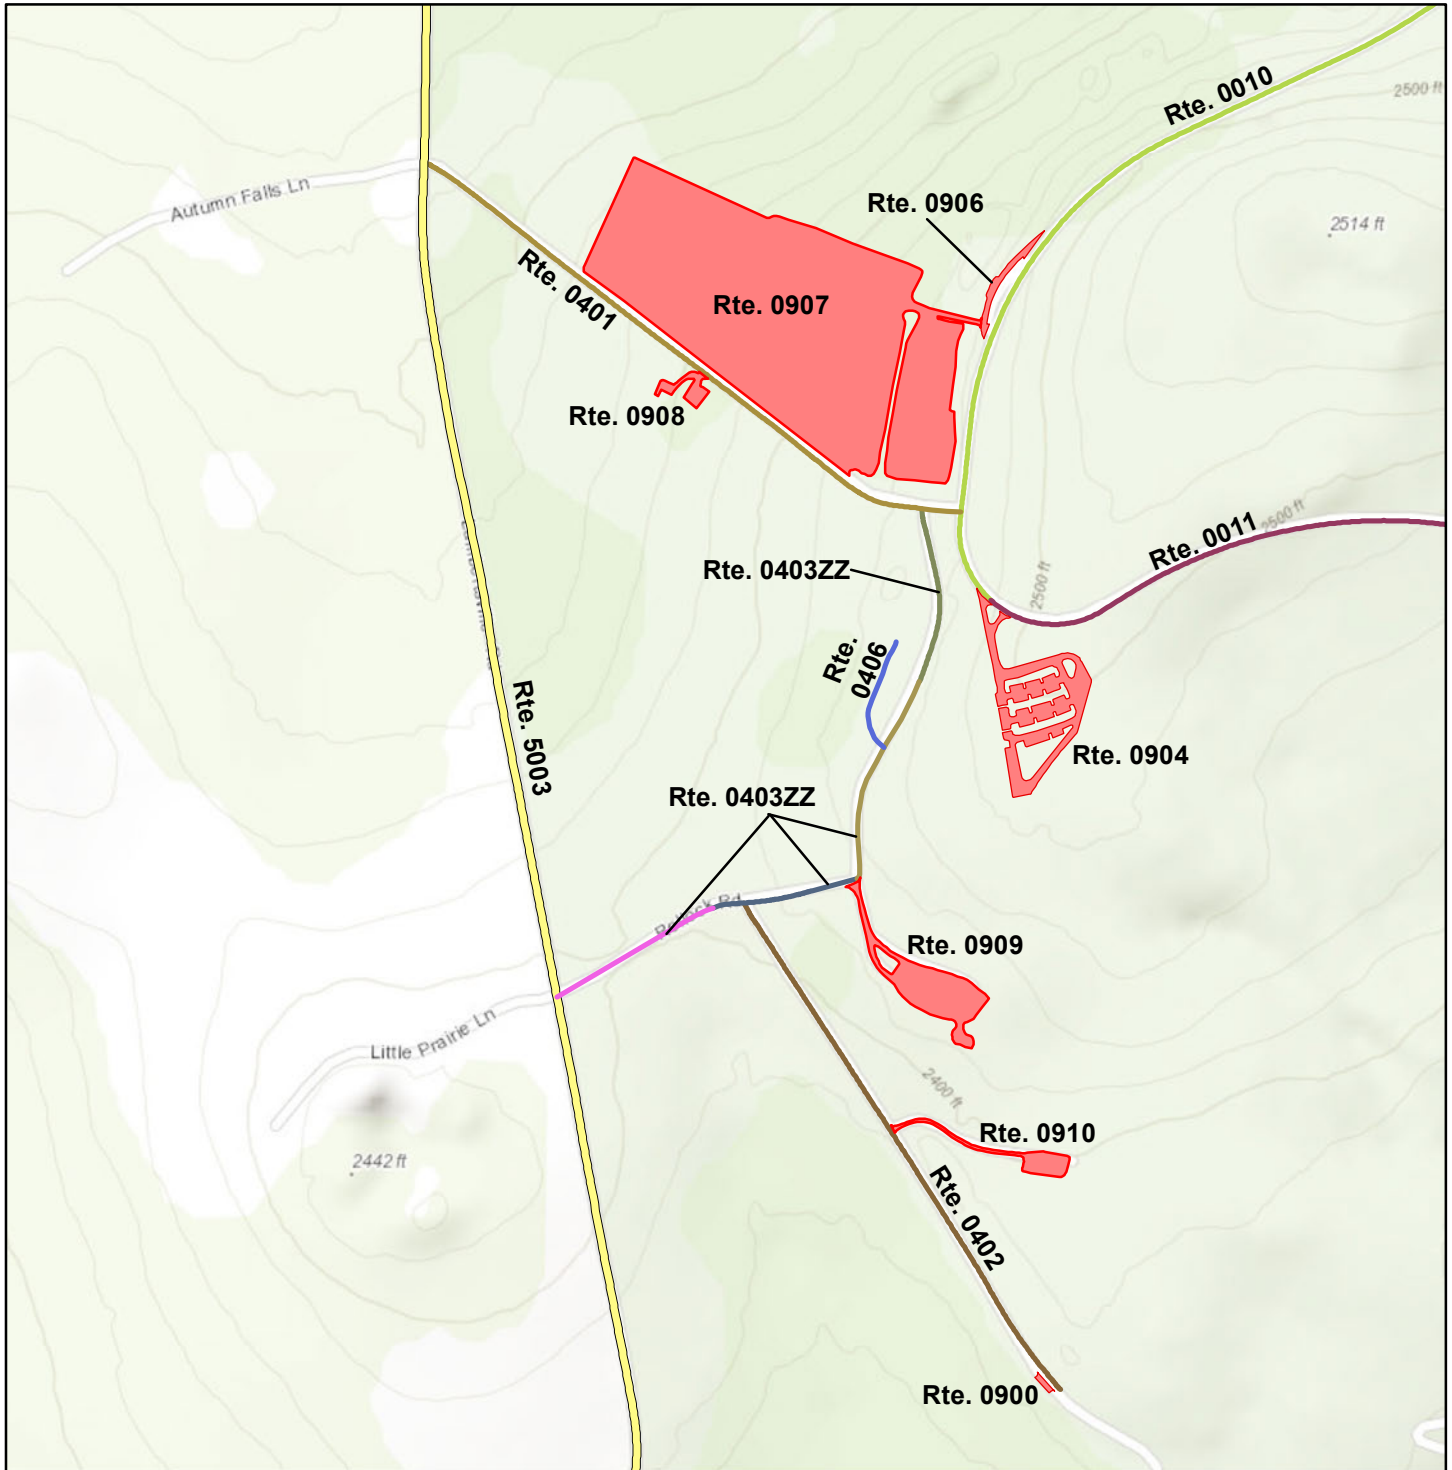 Rte. 0010
2500 ft
Autumn Falls Ln
Rte. 0906
2514 ft
Rte. 0401
Rte. 0907
Rte. 0908
Rte. 0011
2500 ft
Rte. 0403ZZ
2500 ft
Rte.
0406
Rte. 5003
Rte. 0904
Rte. 0403ZZ
Rd
Rte. 0909
Little Prairie Ln
2400 ft
Rte. 0910
2442 ft
Rte. 0402
Rte. 0900